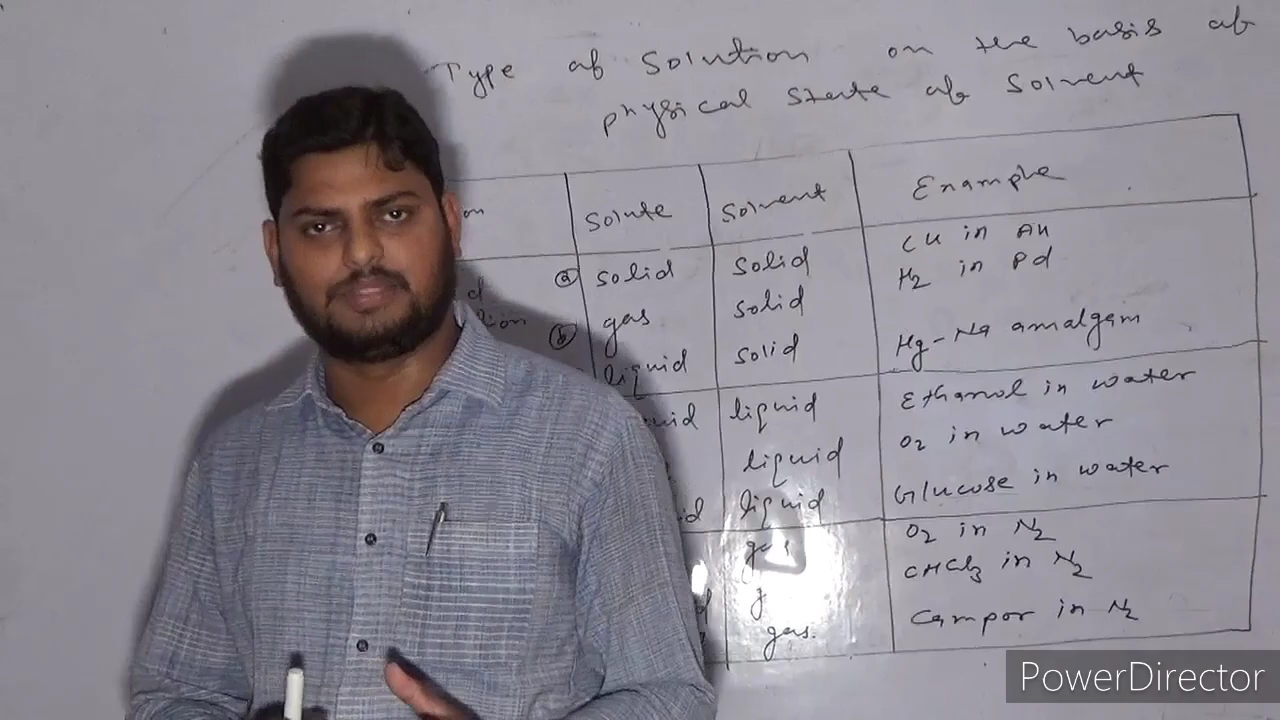 Type of Solution on the basis of
physical State of Solvent
Solute Solvent Example
(a) solid solid Cu in Au
(b) gas solid H2 in Pd
liquid solid Hg-Na amalgam
liquid Ethanol in water
liquid O2 in water
liquid Glucose in water
gas O2 in N2
CHCl3 in N2
gas. Campor in N2
PowerDirector